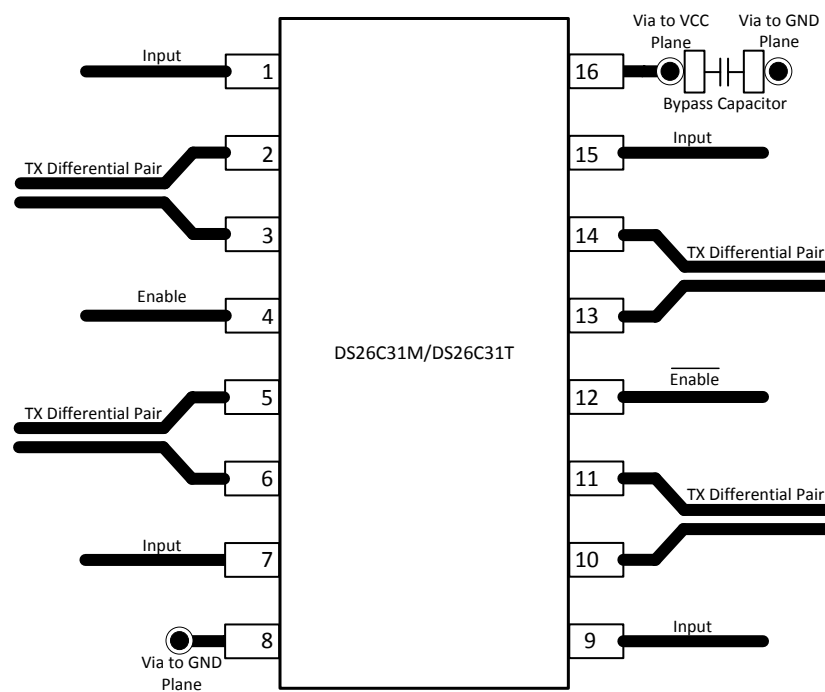 Via to VCC
Plane
Via to GND
Plane
Input
1
16
Bypass Capacitor
2
15
Input
TX Differential Pair
3
14
TX Differential Pair
Enable
4
13
DS26C31M/DS26C31T
5
12
Enable
TX Differential Pair
6
11
TX Differential Pair
Input
7
10
8
9
Input
Via to GND
Plane